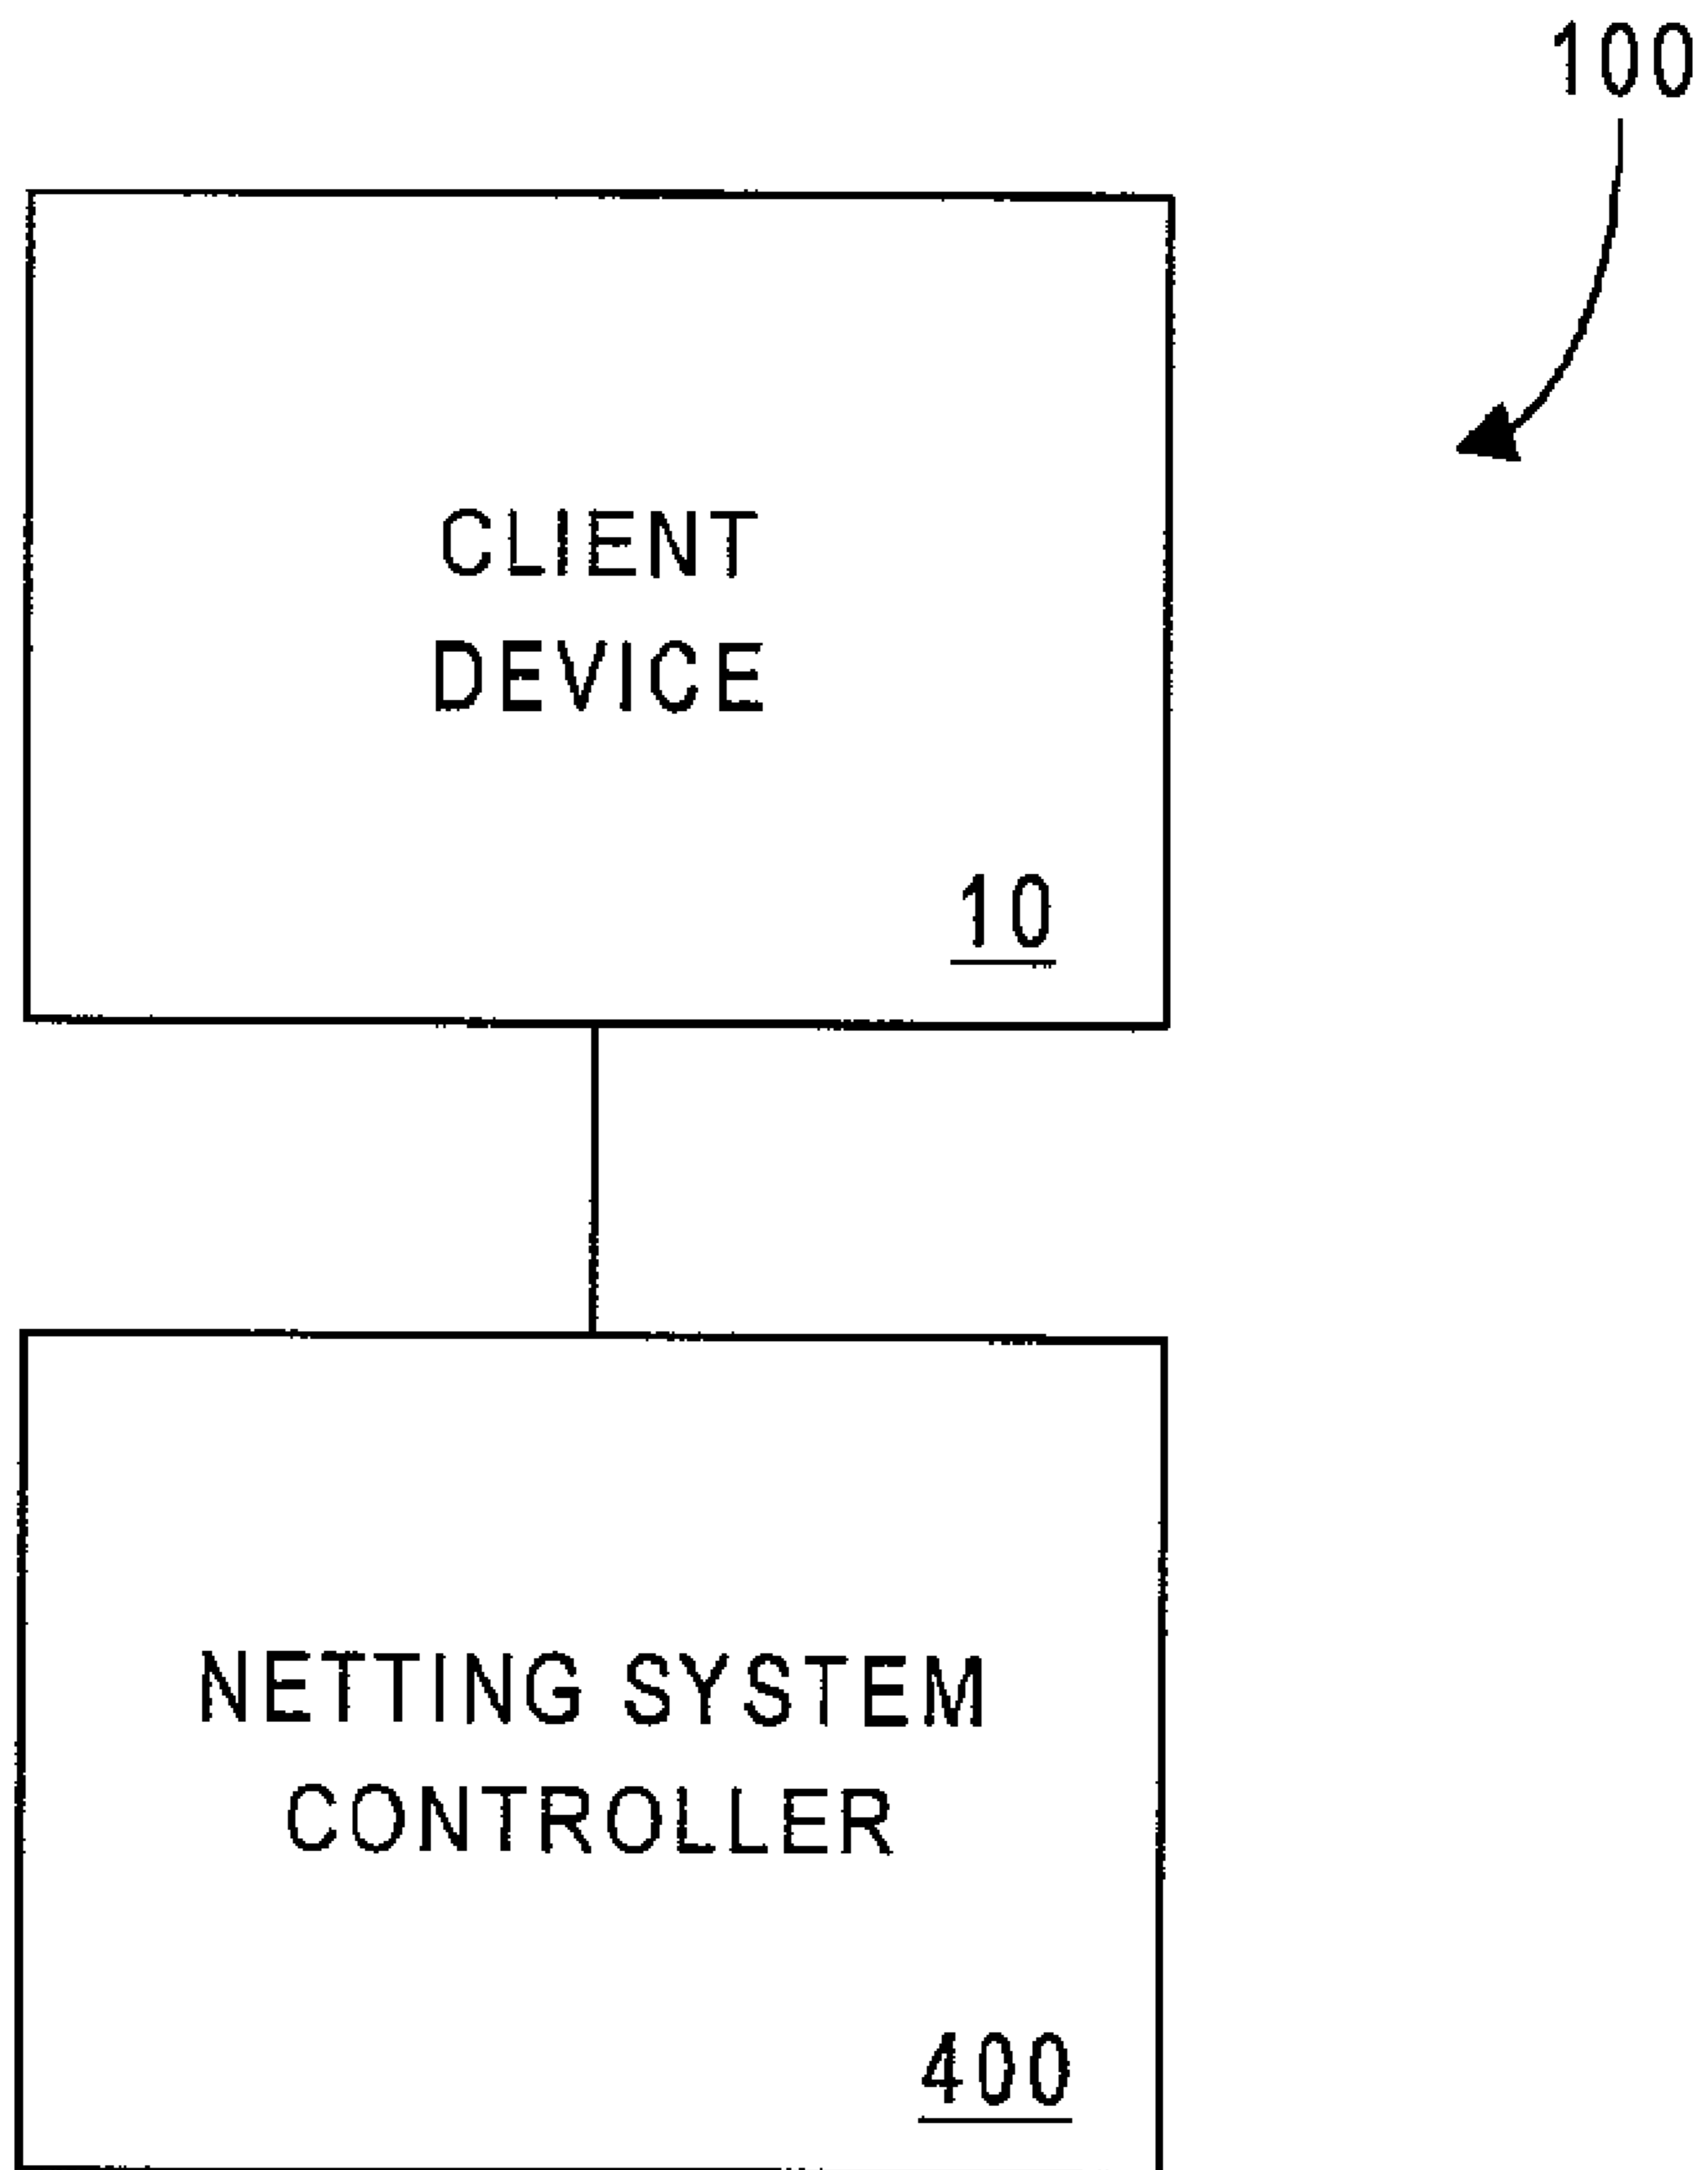 100
CLIENT
DEVICE
10
NETTING SYSTEM
CONTROLLER
400